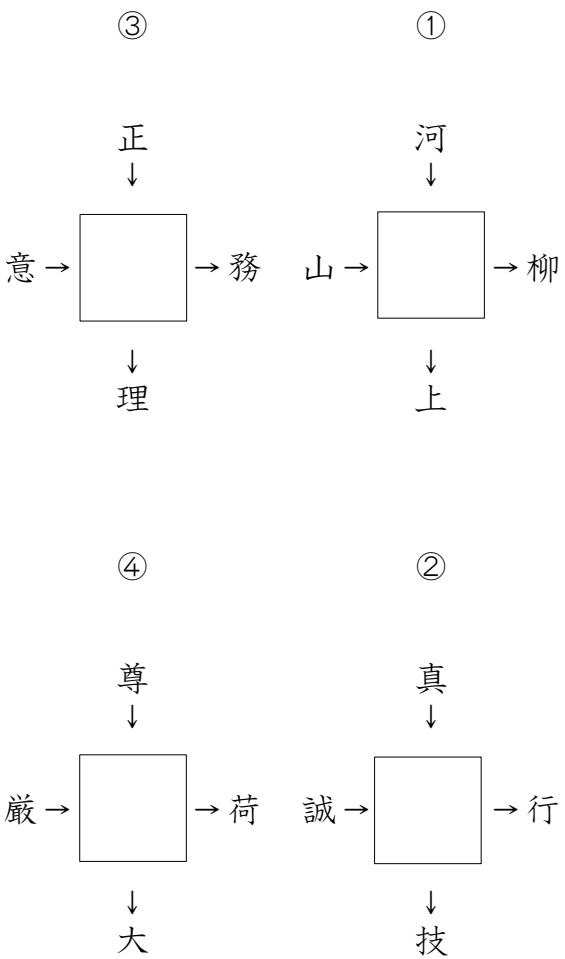 ①
河
↓
山→ →柳
↓
上
②
真
↓
誠→ →行
↓
技
③
正
↓
意→ →務
↓
理
④
尊
↓
厳→ →荷
↓
大